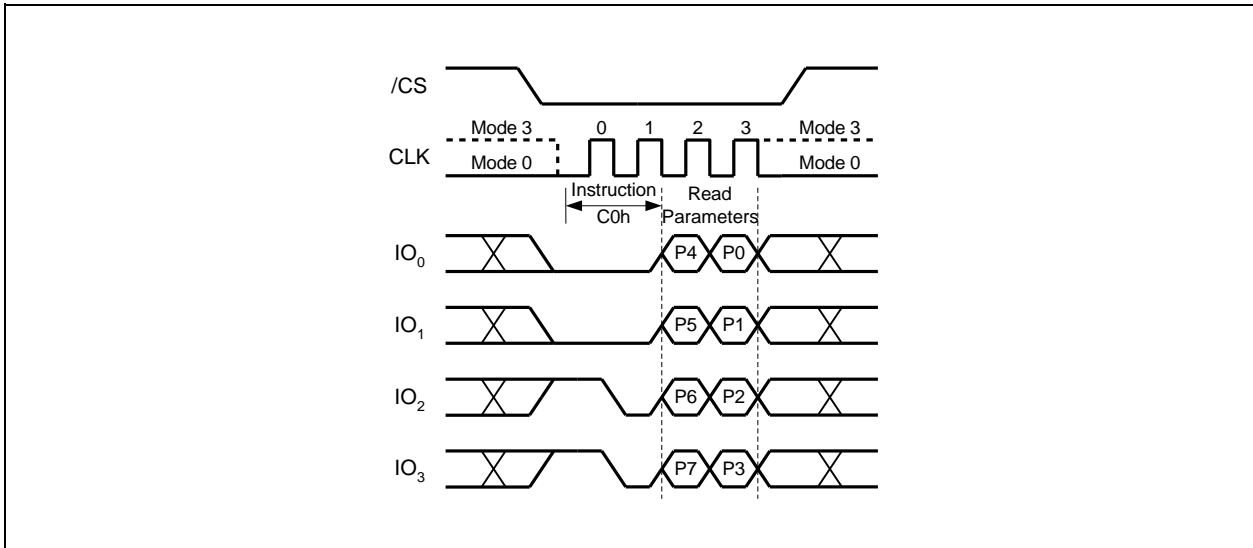 /CS
Mode 3 0 1 2 3 Mode 3
CLK Mode 0 Mode 0
Instruction Read
C0h Parameters
IO0 P4 P0
IO1 P5 P1
IO2 P6 P2
IO3 P7 P3